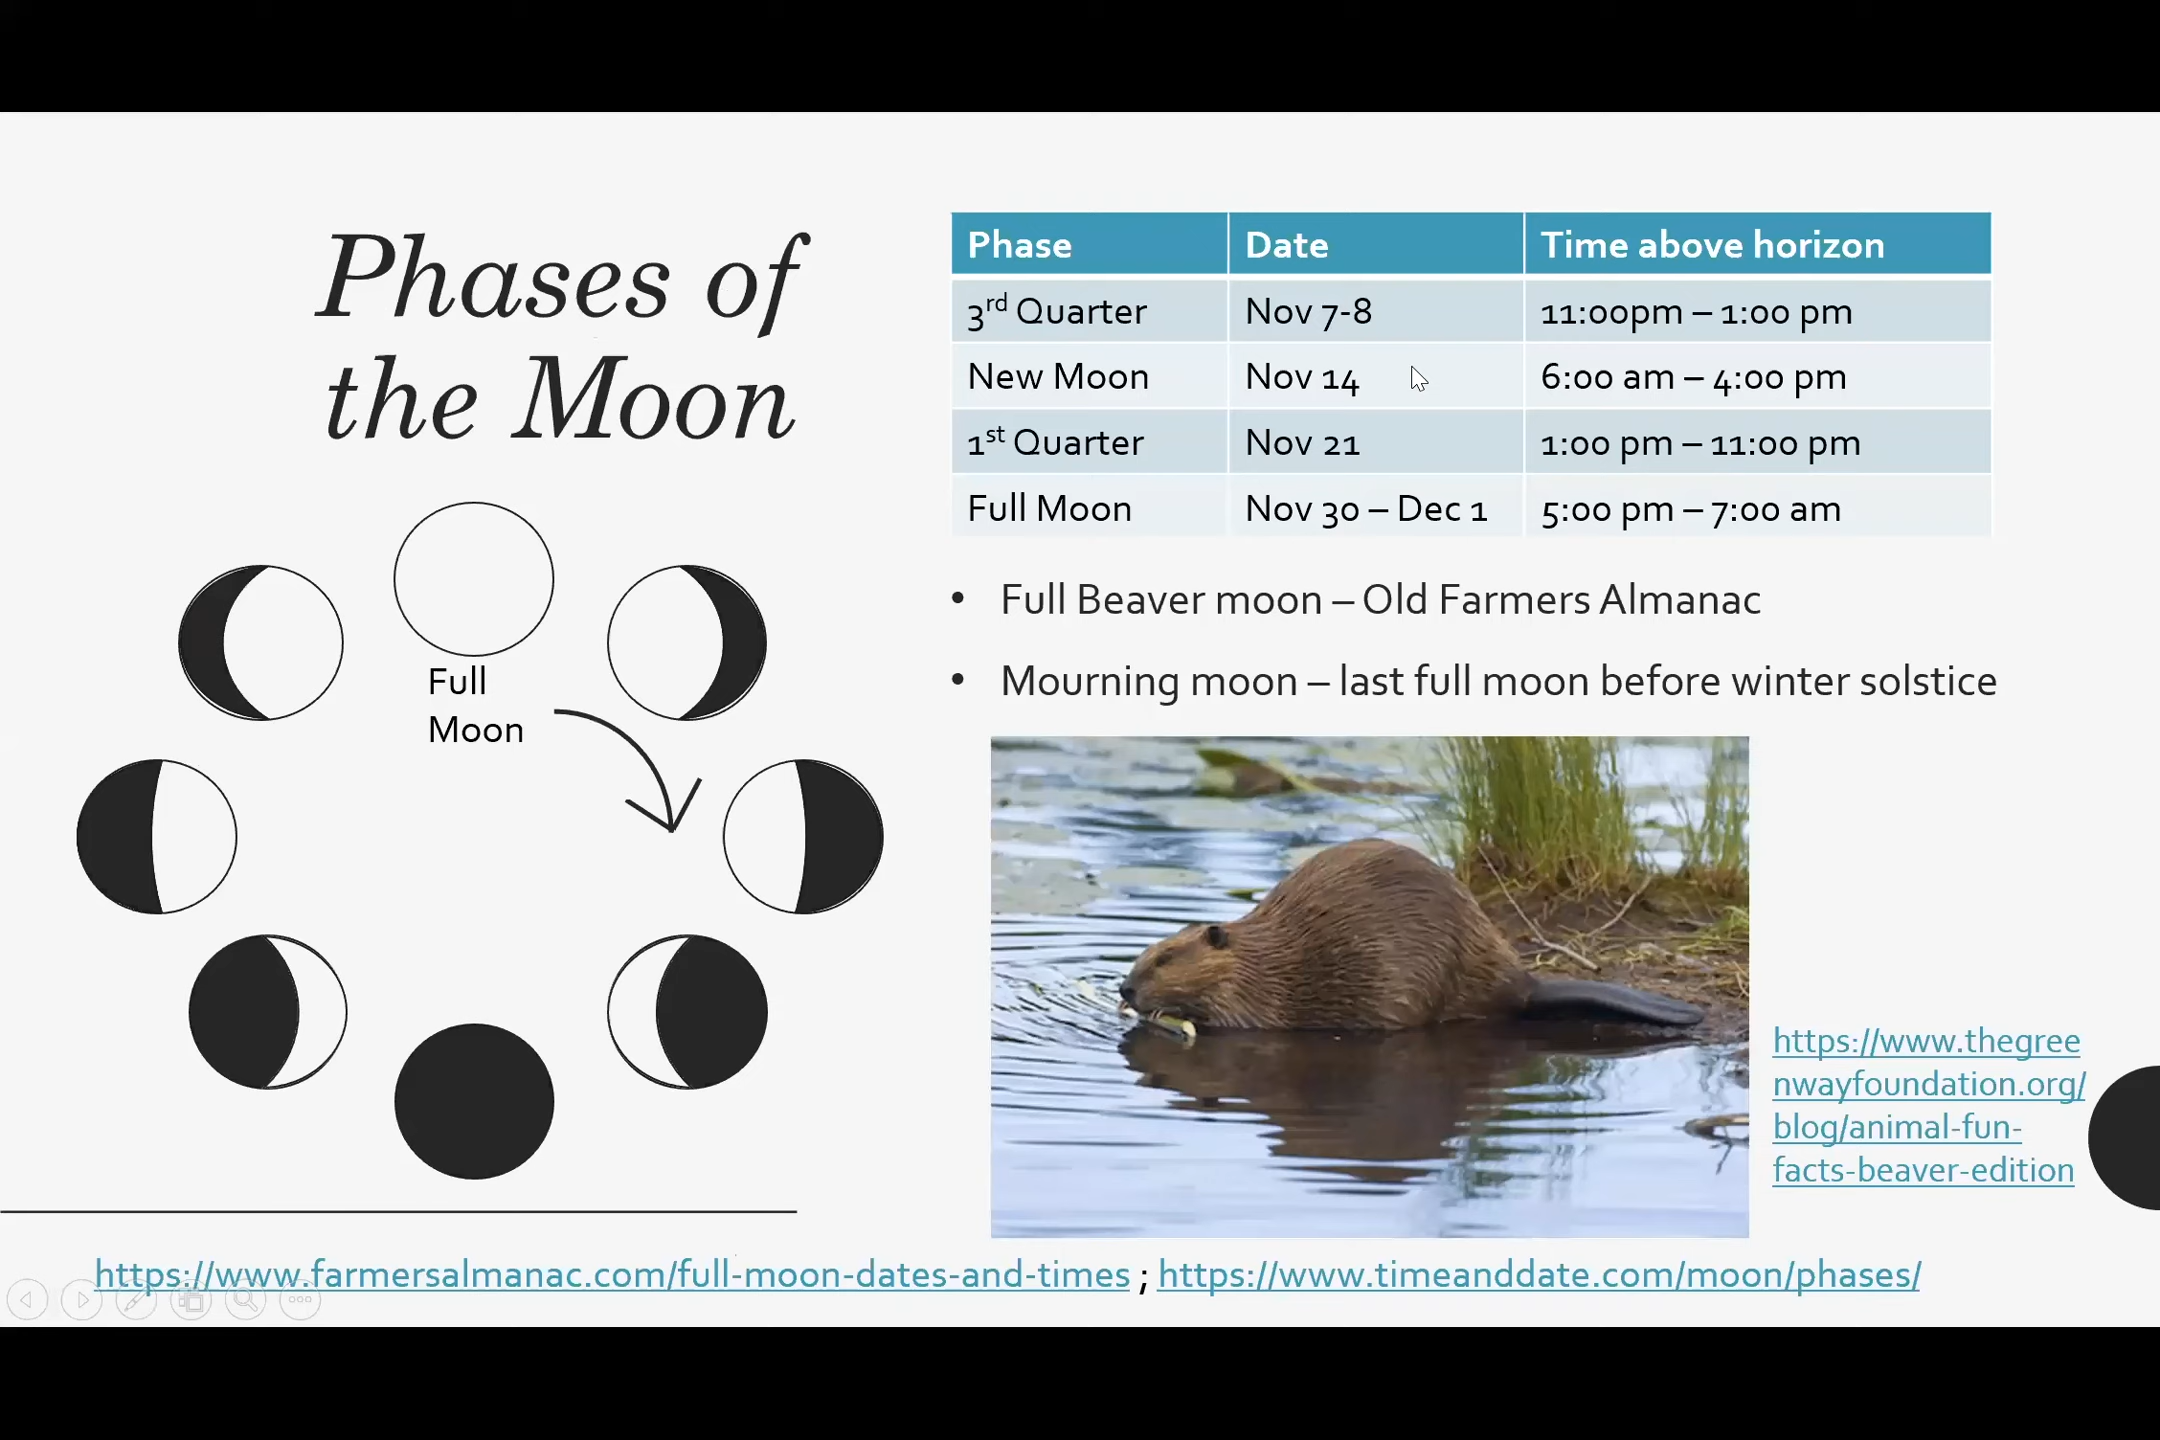 Phases of
the Moon
Phase Date Time above horizon
3rd Quarter Nov 7-8 11:00pm – 1:00 pm
New Moon Nov 14 6:00 am – 4:00 pm
1st Quarter Nov 21 1:00 pm – 11:00 pm
Full Moon Nov 30 – Dec 1 5:00 pm – 7:00 am
• Full Beaver moon – Old Farmers Almanac
• Mourning moon – last full moon before winter solstice
Full
Moon
https://www.thegree
nwayfoundation.org/
blog/animal-fun-
facts-beaver-edition
https://www.farmersalmanac.com/full-moon-dates-and-times ; https://www.timeanddate.com/moon/phases/